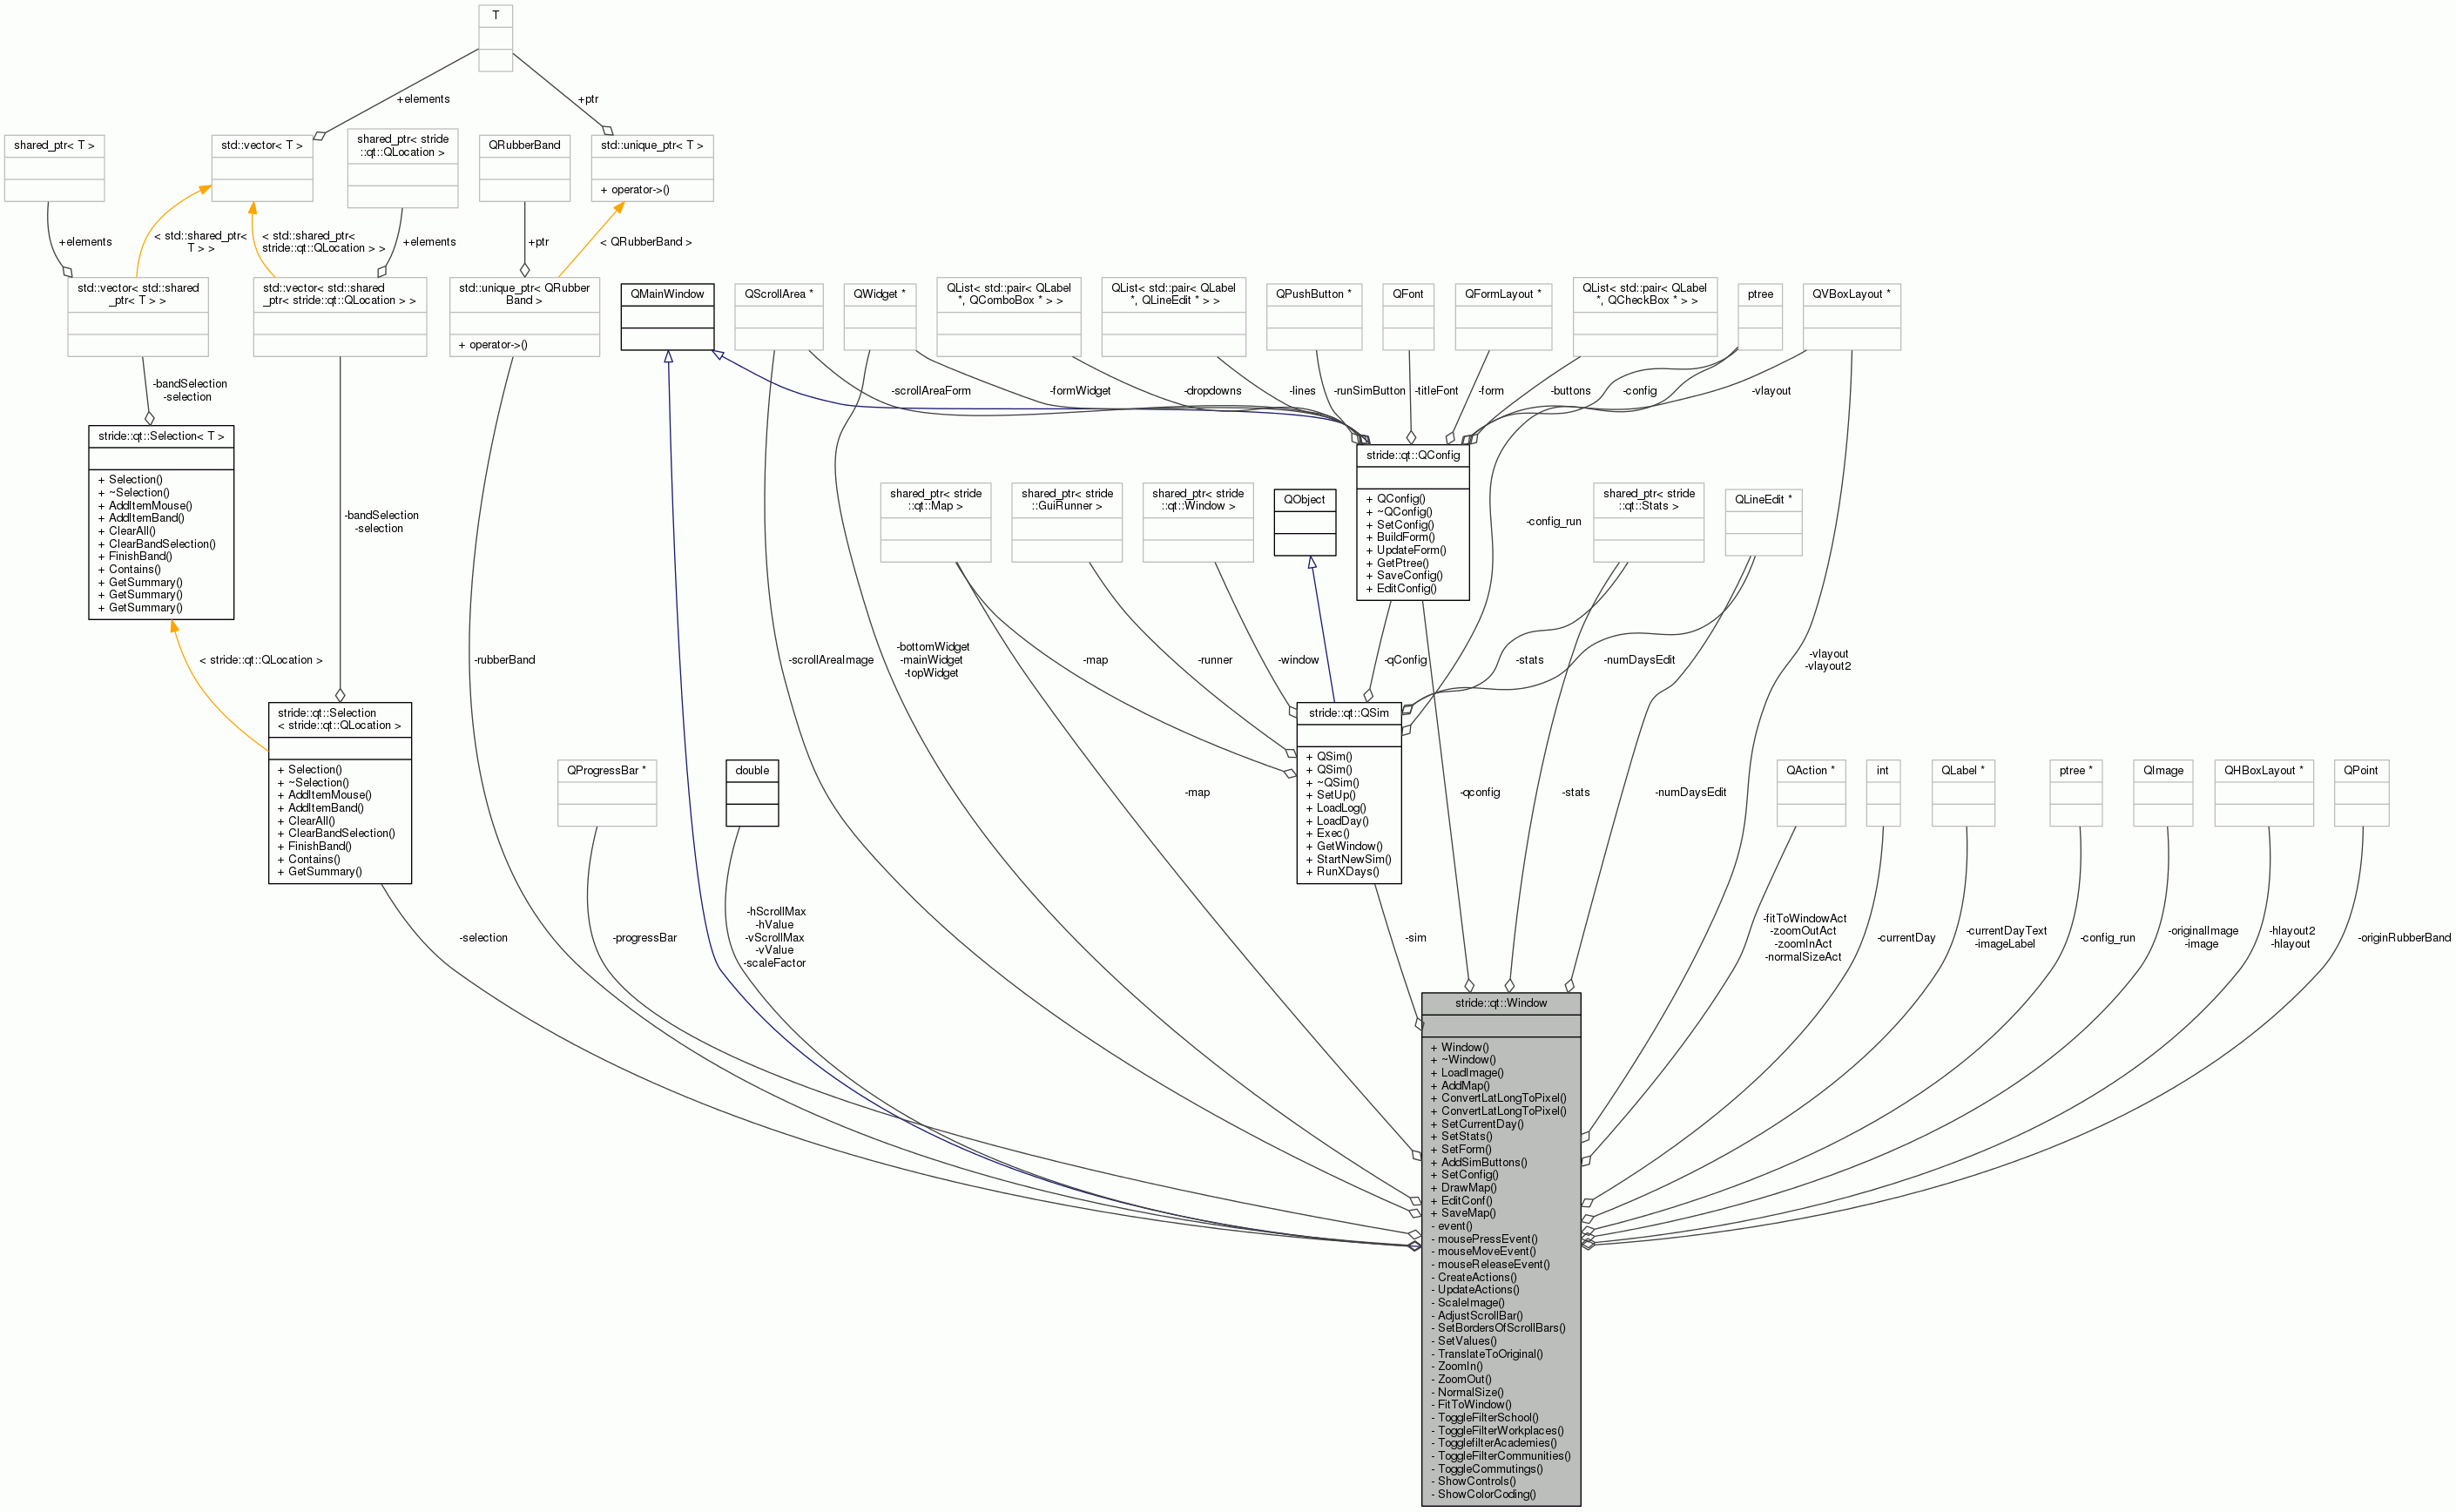 T
+elements
+ptr
shared_ptr< T >
std::vector< T >
shared_ptr< stride
::qt::QLocation >
QRubberBand
std::unique_ptr< T >
+ operator->()
+elements
< std::shared_ptr<
T > >
< std::shared_ptr<
stride::qt::QLocation > >
+elements
+ptr
< QRubberBand >
std::vector< std::shared
_ptr< T > >
std::vector< std::shared
_ptr< stride::qt::QLocation > >
std::unique_ptr< QRubber
Band >
+ operator->()
QMainWindow
QScrollArea *
QWidget *
QList< std::pair< QLabel
*, QComboBox * > >
QList< std::pair< QLabel
*, QLineEdit * > >
QPushButton *
QFont
QFormLayout *
QList< std::pair< QLabel
*, QCheckBox * > >
ptree
QVBoxLayout *
-bandSelection
-selection
-scrollAreaForm
-formWidget
-dropdowns
-lines
-runSimButton
-titleFont
-form
-buttons
-config
-vlayout
stride::qt::Selection< T >
+ Selection()
+ ~Selection()
+ AddItemMouse()
+ AddItemBand()
+ ClearAll()
+ ClearBandSelection()
+ FinishBand()
+ Contains()
+ GetSummary()
+ GetSummary()
+ GetSummary()
-bandSelection
-selection
stride::qt::QConfig
+ QConfig()
+ ~QConfig()
+ SetConfig()
+ BuildForm()
+ UpdateForm()
+ GetPtree()
+ SaveConfig()
+ EditConfig()
shared_ptr< stride
::qt::Map >
shared_ptr< stride
::GuiRunner >
shared_ptr< stride
::qt::Window >
QObject
-config_run
shared_ptr< stride
::qt::Stats >
QLineEdit *
< stride::qt::QLocation >
-rubberBand
-scrollAreaImage
-bottomWidget
-mainWidget
-topWidget
-map
-runner
-window
-qConfig
-stats
-numDaysEdit
-vlayout
-vlayout2
stride::qt::Selection
< stride::qt::QLocation >
+ Selection()
+ ~Selection()
+ AddItemMouse()
+ AddItemBand()
+ ClearAll()
+ ClearBandSelection()
+ FinishBand()
+ Contains()
+ GetSummary()
stride::qt::QSim
+ QSim()
+ QSim()
+ ~QSim()
+ SetUp()
+ LoadLog()
+ LoadDay()
+ Exec()
+ GetWindow()
+ StartNewSim()
+ RunXDays()
QProgressBar *
double
-map
-qconfig
-stats
-numDaysEdit
QAction *
int
QLabel *
ptree *
QImage
QHBoxLayout *
QPoint
-selection
-progressBar
-hScrollMax
-hValue
-vScrollMax
-vValue
-scaleFactor
-sim
-fitToWindowAct
-zoomOutAct
-zoomInAct
-normalSizeAct
-currentDay
-currentDayText
-imageLabel
-config_run
-originalImage
-image
-hlayout2
-hlayout
-originRubberBand
stride::qt::Window
+ Window()
+ ~Window()
+ LoadImage()
+ AddMap()
+ ConvertLatLongToPixel()
+ ConvertLatLongToPixel()
+ SetCurrentDay()
+ SetStats()
+ SetForm()
+ AddSimButtons()
+ SetConfig()
+ DrawMap()
+ EditConf()
+ SaveMap()
- event()
- mousePressEvent()
- mouseMoveEvent()
- mouseReleaseEvent()
- CreateActions()
- UpdateActions()
- ScaleImage()
- AdjustScrollBar()
- SetBordersOfScrollBars()
- SetValues()
- TranslateToOriginal()
- ZoomIn()
- ZoomOut()
- NormalSize()
- FitToWindow()
- ToggleFilterSchool()
- ToggleFilterWorkplaces()
- TogglefilterAcademies()
- ToggleFilterCommunities()
- ToggleCommutings()
- ShowControls()
- ShowColorCoding()